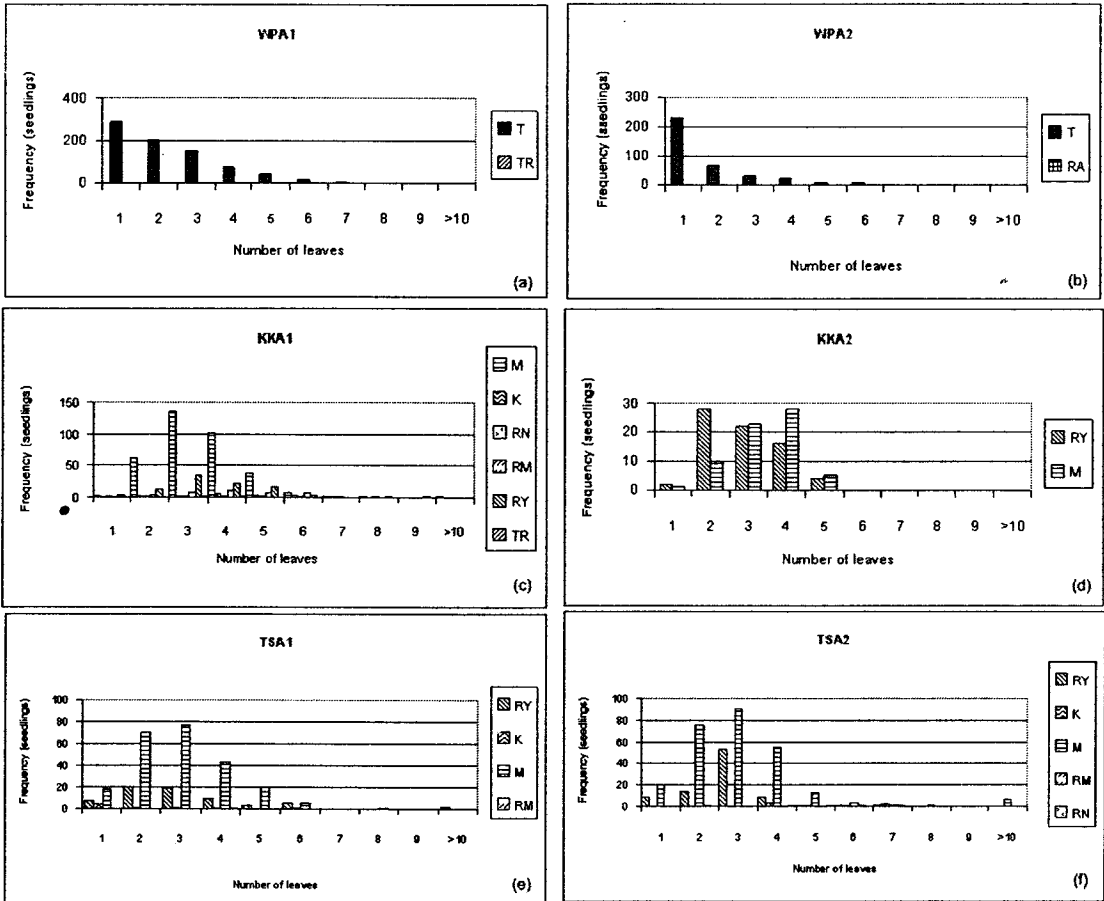 WPA1
Frequency (seedlings)
400
200
0
1 2 3 4 5 6 7 8 9 >10
Number of leaves
T
TR
(a)
WPA2
Frequency (seedlings)
300
200
100
0
1 2 3 4 5 6 7 8 9 >10
Number of leaves
T
RA
(b)
KKA1
Frequency (seedlings)
150
100
50
0
1 2 3 4 5 6 7 8 9 >10
Number of leaves
M
K
RN
RM
RY
TR
(c)
KKA2
Frequency (seedlings)
30
20
10
0
1 2 3 4 5 6 7 8 9 >10
Number of leaves
RY
M
(d)
TSA1
Frequency (seedlings)
100
80
60
40
20
0
1 2 3 4 5 6 7 8 9 >10
Number of leaves
RY
K
M
RM
(e)
TSA2
Frequency (seedlings)
100
80
60
40
20
0
1 2 3 4 5 6 7 8 9 >10
Number of leaves
RY
K
M
RM
RN
(f)